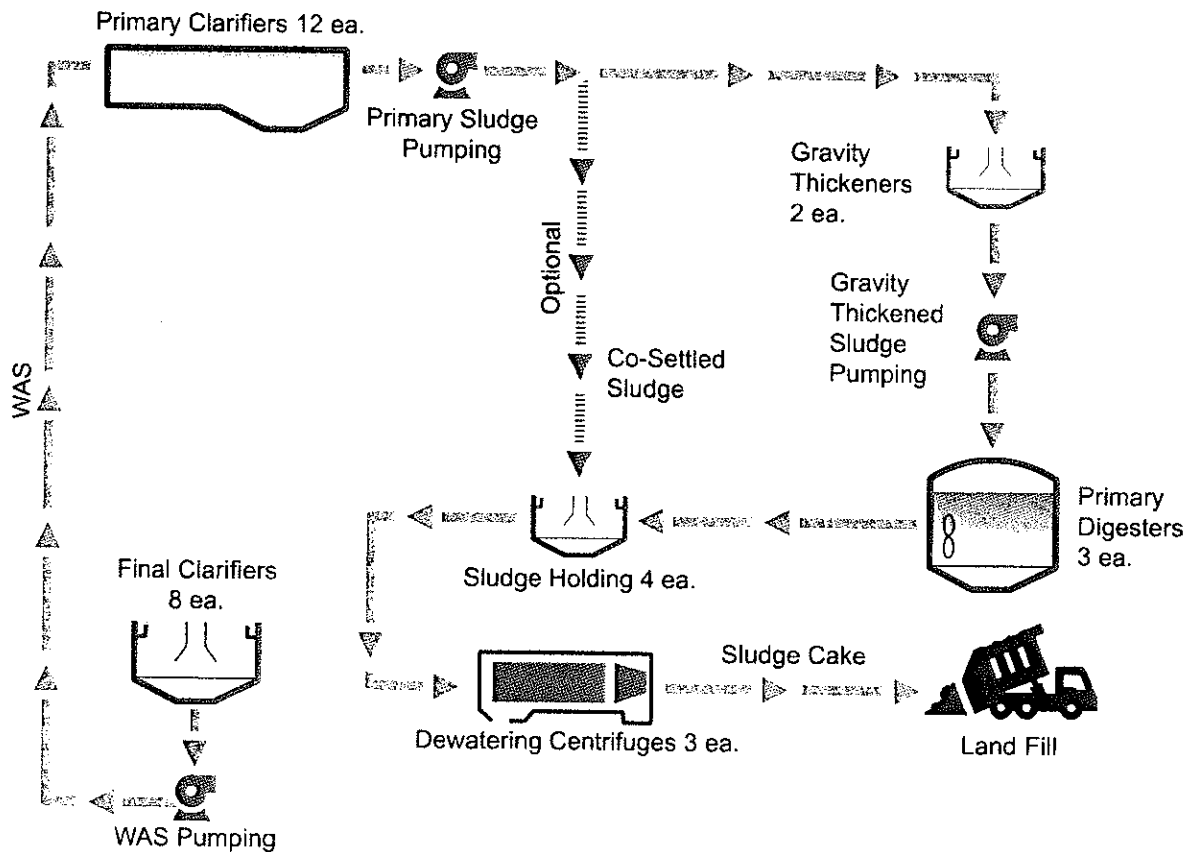 Primary Clarifiers 12 ea.
Primary Sludge
Pumping
Gravity
Thickeners
2 ea.
Optional
Gravity
Thickened
Sludge
Pumping
Co-Settled
Sludge
WAS
Primary
Digesters
3 ea.
Final Clarifiers
8 ea.
Sludge Holding 4 ea.
Sludge Cake
Dewatering Centrifuges 3 ea.
Land Fill
WAS Pumping